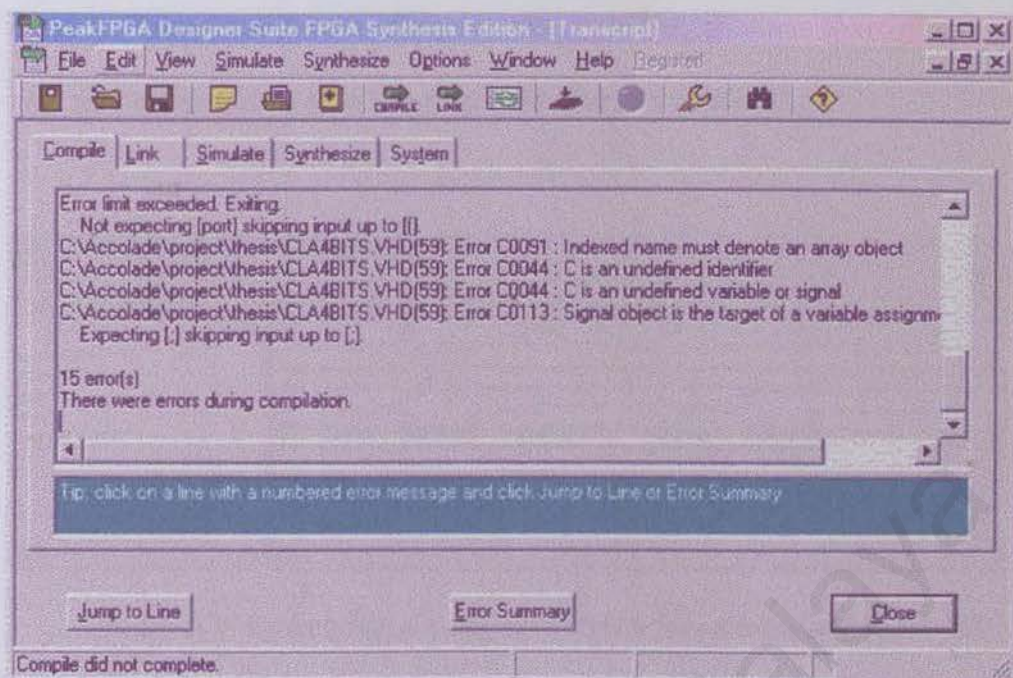 PeakFPGA Designer Suite FPGA Synthesis Edition - [Transcript]
File Edit View Simulate Synthesize Options Window Help Register!
COMPILE LINK
Compile Link Simulate Synthesize System
Error limit exceeded. Exiting.
Not expecting [port] skipping input up to [(].
C:\Accolade\project\thesis\CLA4BITS.VHD(59): Error C0091 : Indexed name must denote an array object
C:\Accolade\project\thesis\CLA4BITS.VHD(59): Error C0044 : C is an undefined identifier
C:\Accolade\project\thesis\CLA4BITS.VHD(59): Error C0044 : C is an undefined variable or signal
C:\Accolade\project\thesis\CLA4BITS.VHD(59): Error C0113 : Signal object is the target of a variable assignm
Expecting [;] skipping input up to [;].
15 error(s)
There were errors during compilation.
Tip: click on a line with a numbered error message and click Jump to Line or Error Summary
Jump to Line Error Summary Close
Compile did not complete.